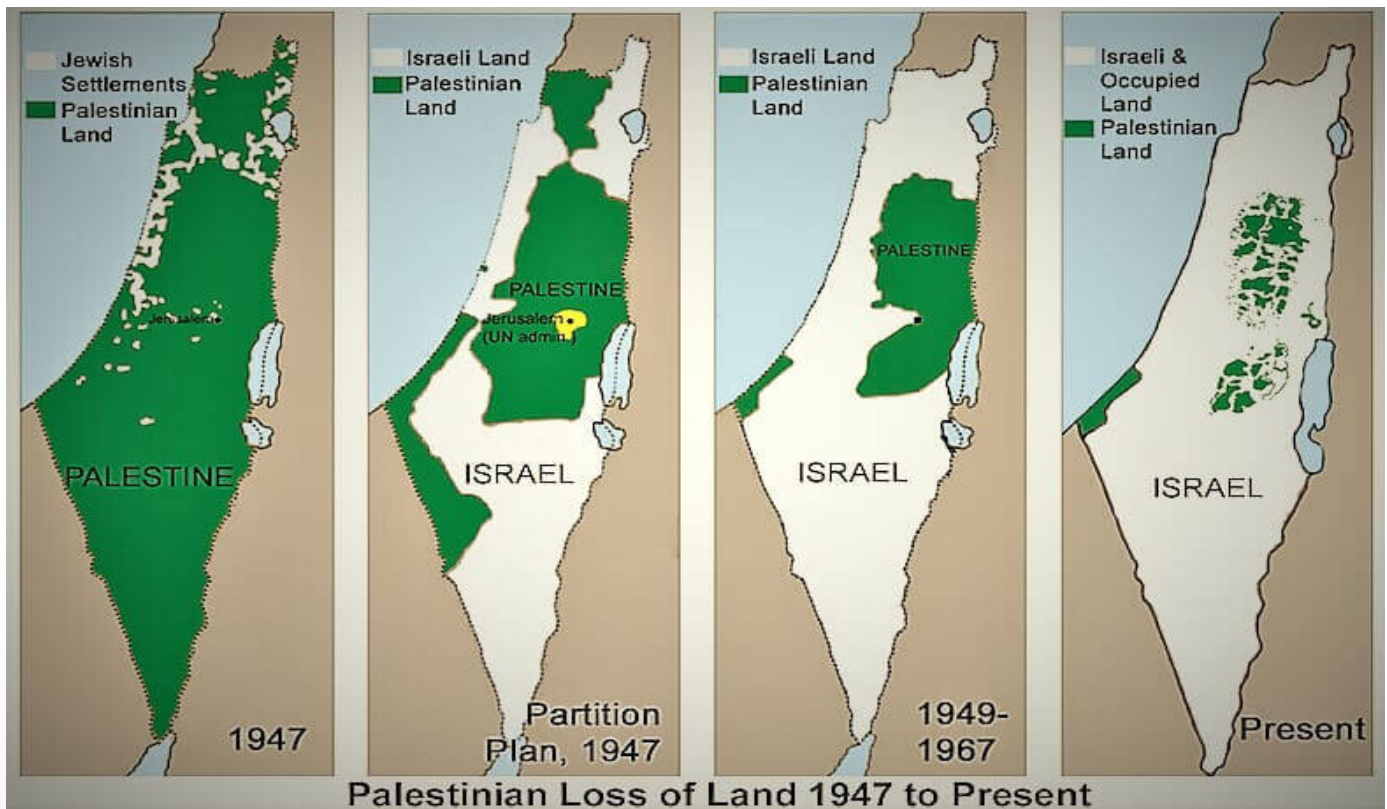 Jewish
Settlements
Palestinian
Land
Jerusalem
PALESTINE
1947
Israeli Land
Palestinian
Land
PALESTINE
Jerusalem
(UN admin.)
ISRAEL
Partition
Plan, 1947
Israeli Land
Palestinian
Land
PALESTINE
ISRAEL
1949-
1967
Israeli &
Occupied
Land
Palestinian
Land
ISRAEL
Present
Palestinian Loss of Land 1947 to Present